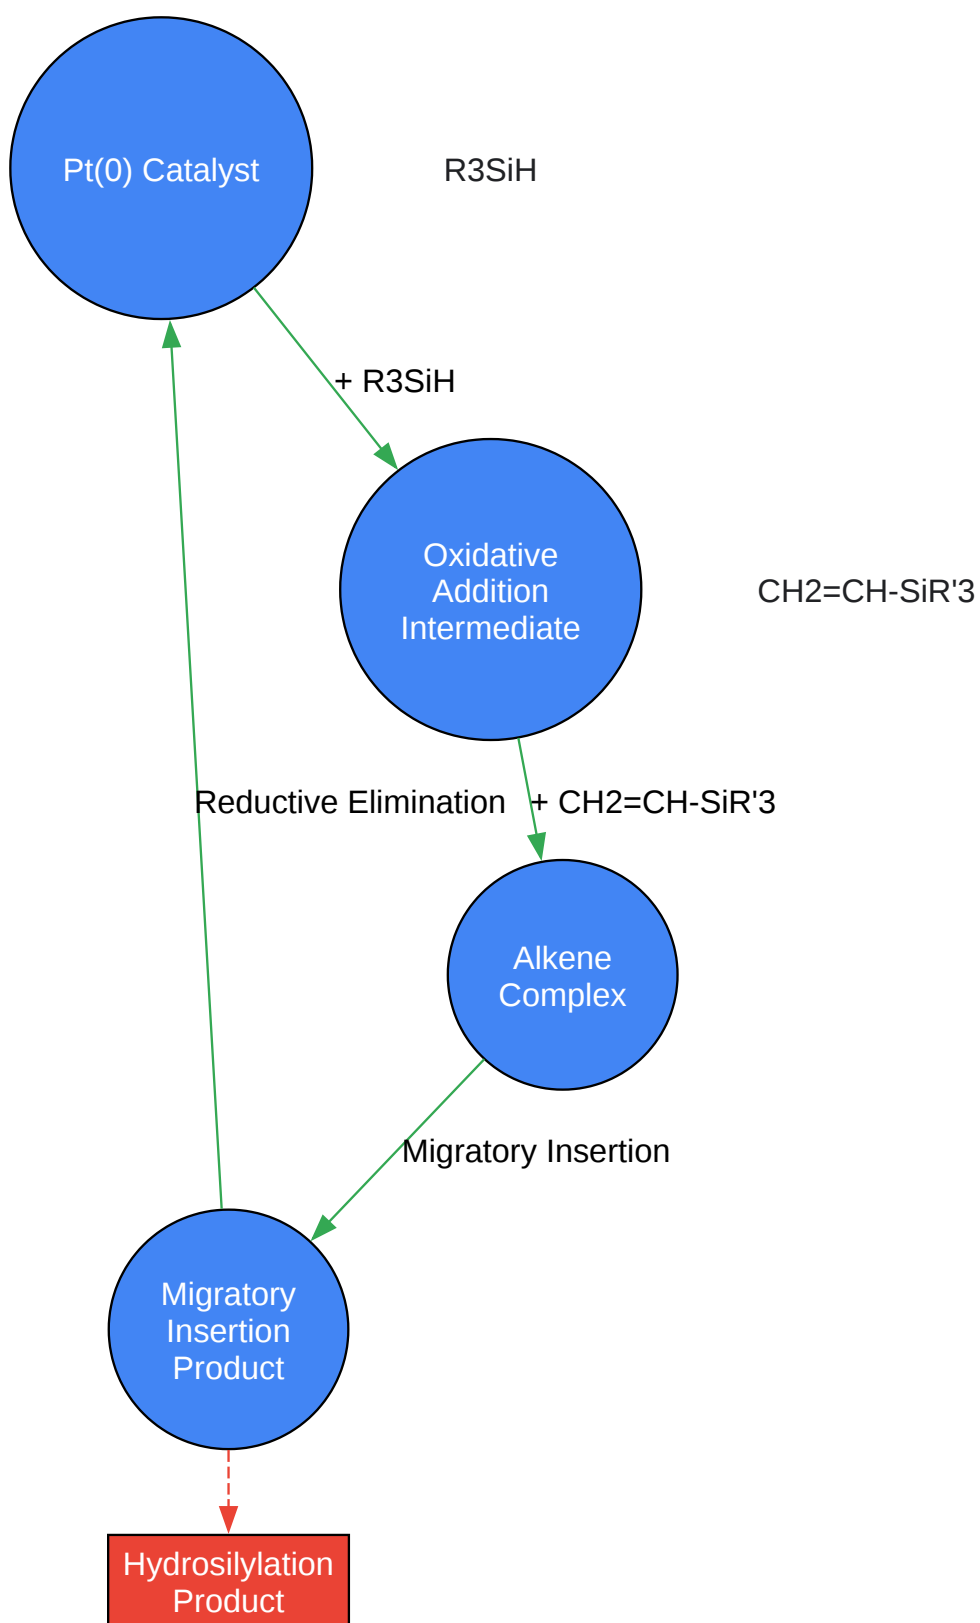 Pt(0) Catalyst
R3SiH
+ R3SiH
Oxidative
Addition
Intermediate
CH2=CH-SiR'3
Reductive Elimination
+ CH2=CH-SiR'3
Alkene
Complex
Migratory Insertion
Migratory
Insertion
Product
Hydrosilylation
Product